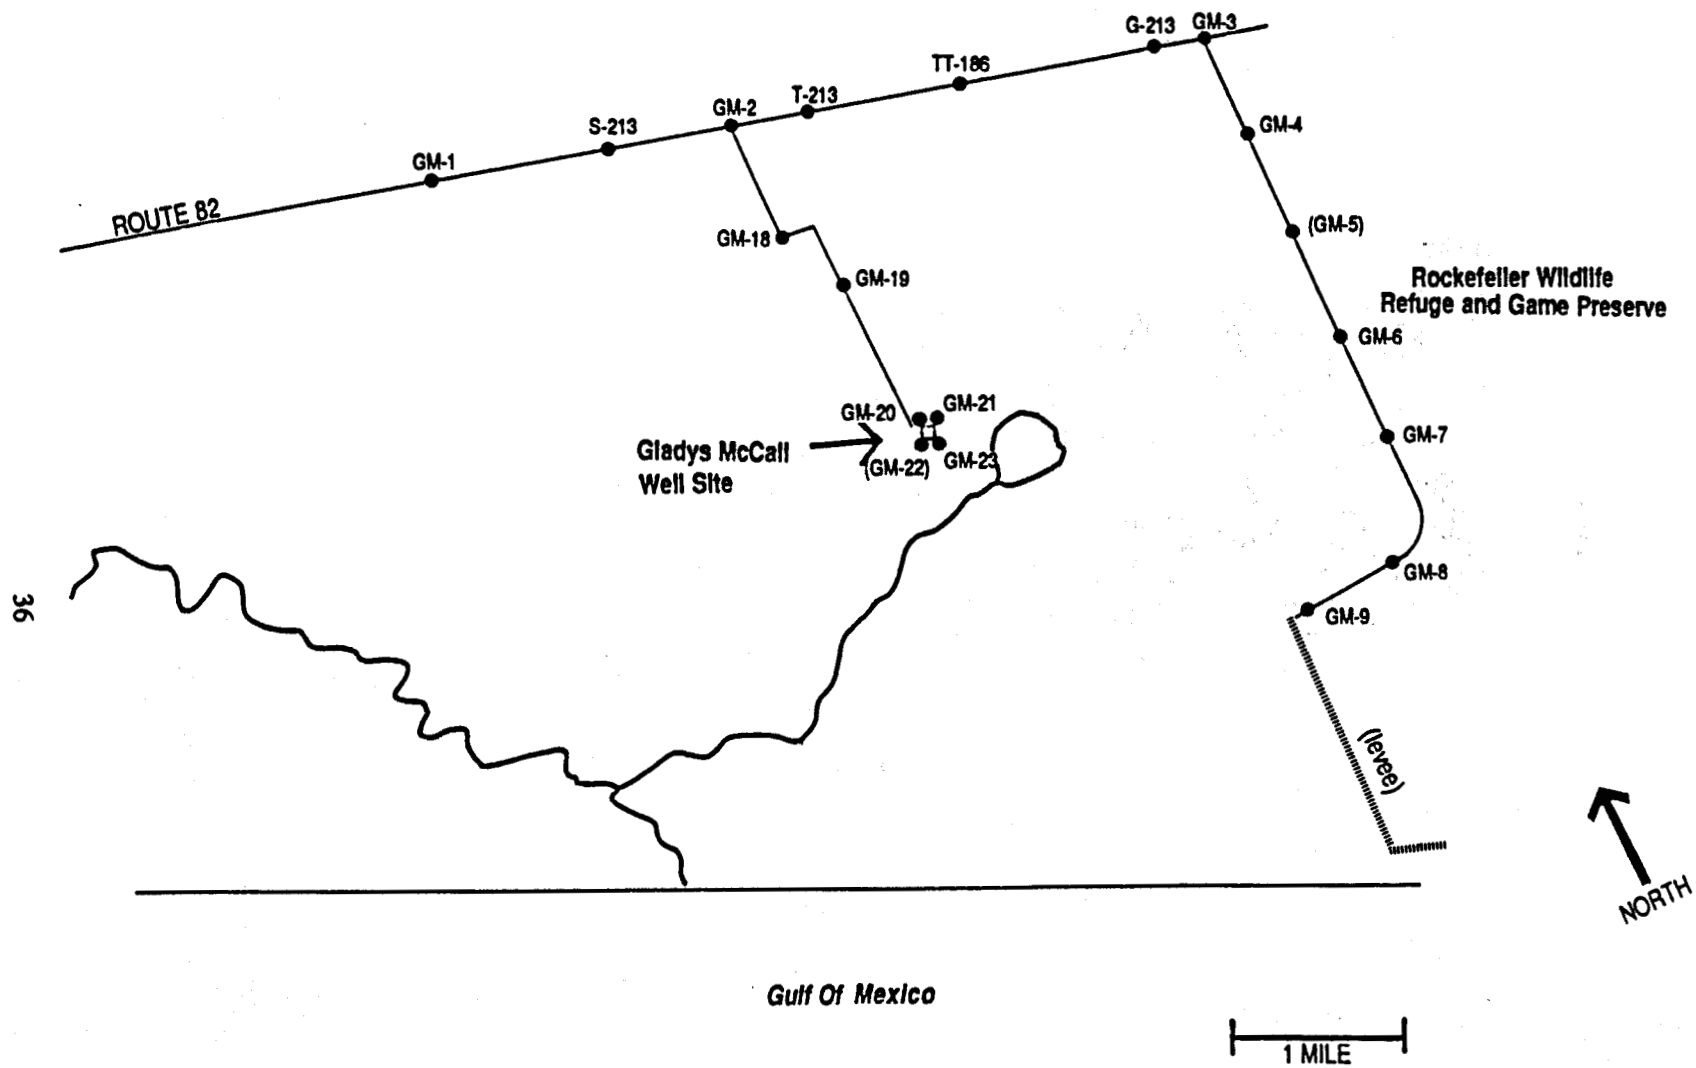 G-213 GM-3
TT-186
T-213
GM-2
S-213
GM-1
GM-4
ROUTE 82
(GM-5)
GM-18
GM-19
Rockefeller Wildlife
Refuge and Game Preserve
GM-6
GM-20
GM-21
GM-7
Gladys McCall
Well Site
(GM-22)
GM-23
GM-8
36
GM-9
(levee)
NORTH
Gulf Of Mexico
1 MILE